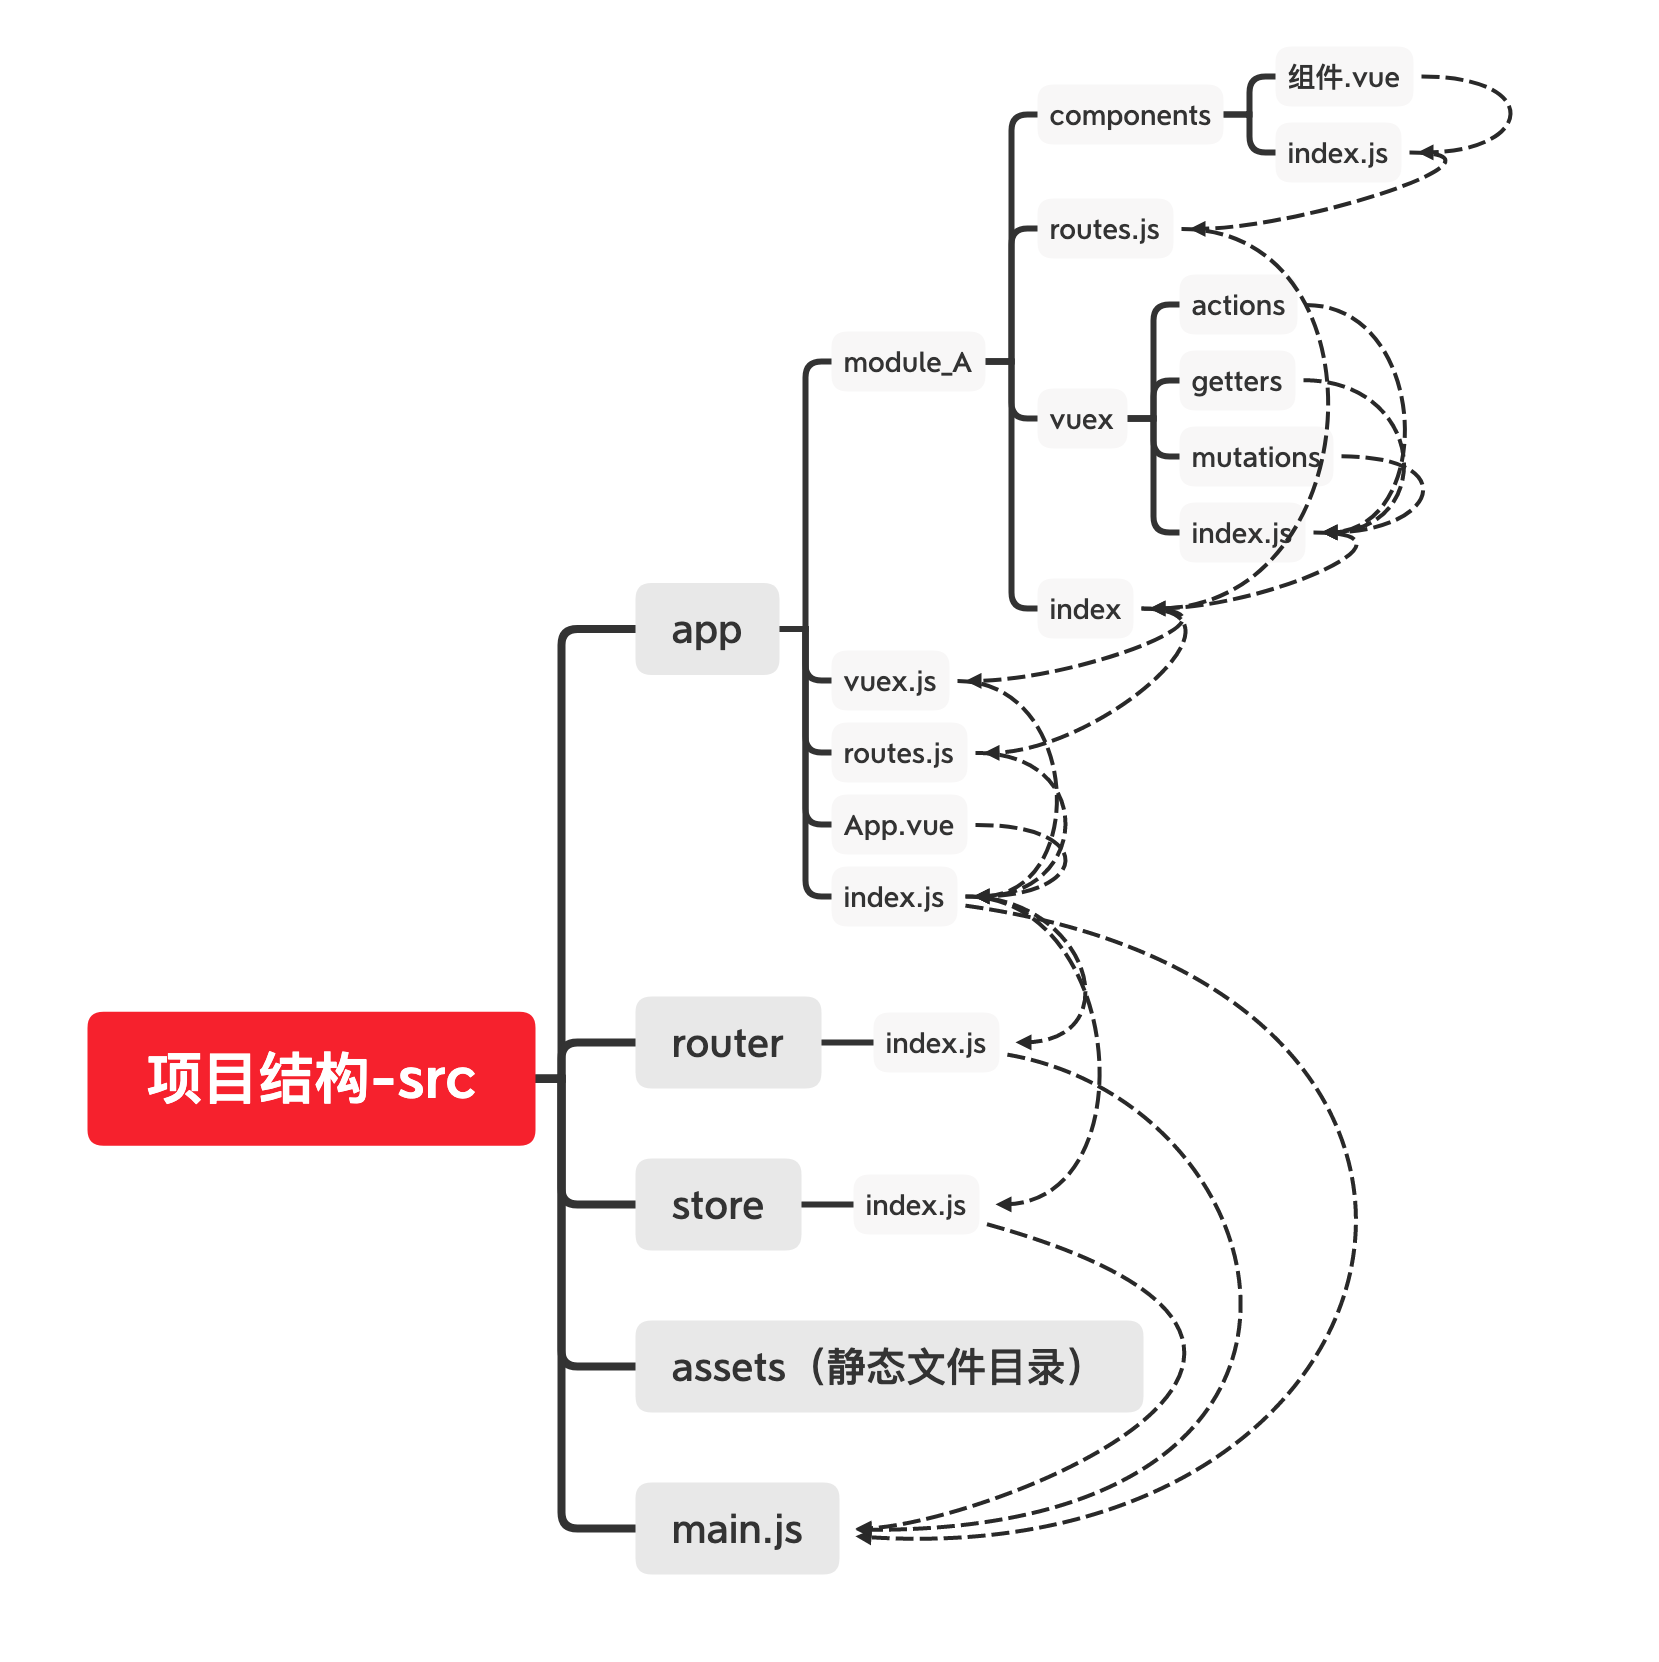 项目结构-src
app
module_A
components
组件.vue
index.js
routes.js
vuex
actions
getters
mutations
index.js
index
vuex.js
routes.js
App.vue
index.js
router
index.js
store
index.js
assets（静态文件目录）
main.js